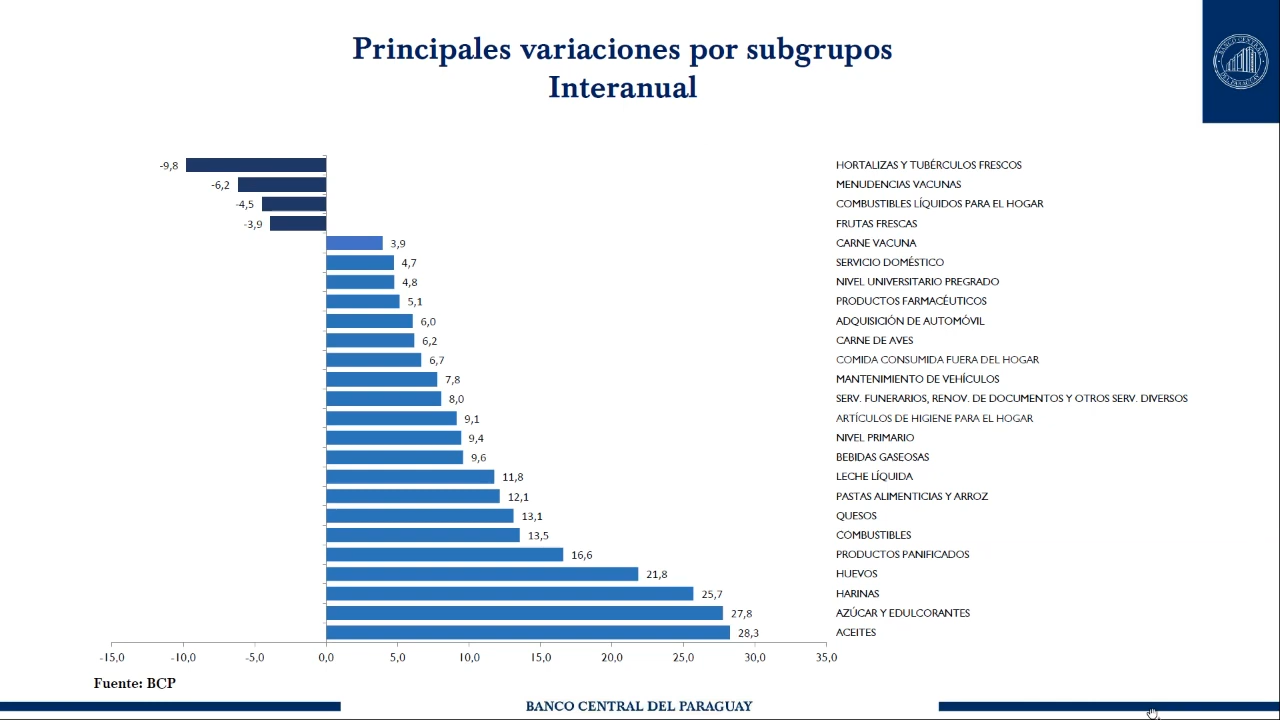 Principales variaciones por subgrupos
Interanual
BANCO CENTRAL
DEL PARAGUAY
-9,8 HORTALIZAS Y TUBÉRCULOS FRESCOS
-6,2 MENUDENCIAS VACUNAS
-4,5 COMBUSTIBLES LÍQUIDOS PARA EL HOGAR
-3,9 FRUTAS FRESCAS
3,9 CARNE VACUNA
4,7 SERVICIO DOMÉSTICO
4,8 NIVEL UNIVERSITARIO PREGRADO
5,1 PRODUCTOS FARMACÉUTICOS
6,0 ADQUISICIÓN DE AUTOMÓVIL
6,2 CARNE DE AVES
6,7 COMIDA CONSUMIDA FUERA DEL HOGAR
7,8 MANTENIMIENTO DE VEHÍCULOS
8,0 SERV. FUNERARIOS, RENOV. DE DOCUMENTOS Y OTROS SERV. DIVERSOS
9,1 ARTÍCULOS DE HIGIENE PARA EL HOGAR
9,4 NIVEL PRIMARIO
9,6 BEBIDAS GASEOSAS
11,8 LECHE LÍQUIDA
12,1 PASTAS ALIMENTICIAS Y ARROZ
13,1 QUESOS
13,5 COMBUSTIBLES
16,6 PRODUCTOS PANIFICADOS
21,8 HUEVOS
25,7 HARINAS
27,8 AZÚCAR Y EDULCORANTES
28,3 ACEITES
-15,0 -10,0 -5,0 0,0 5,0 10,0 15,0 20,0 25,0 30,0 35,0
Fuente: BCP
BANCO CENTRAL DEL PARAGUAY